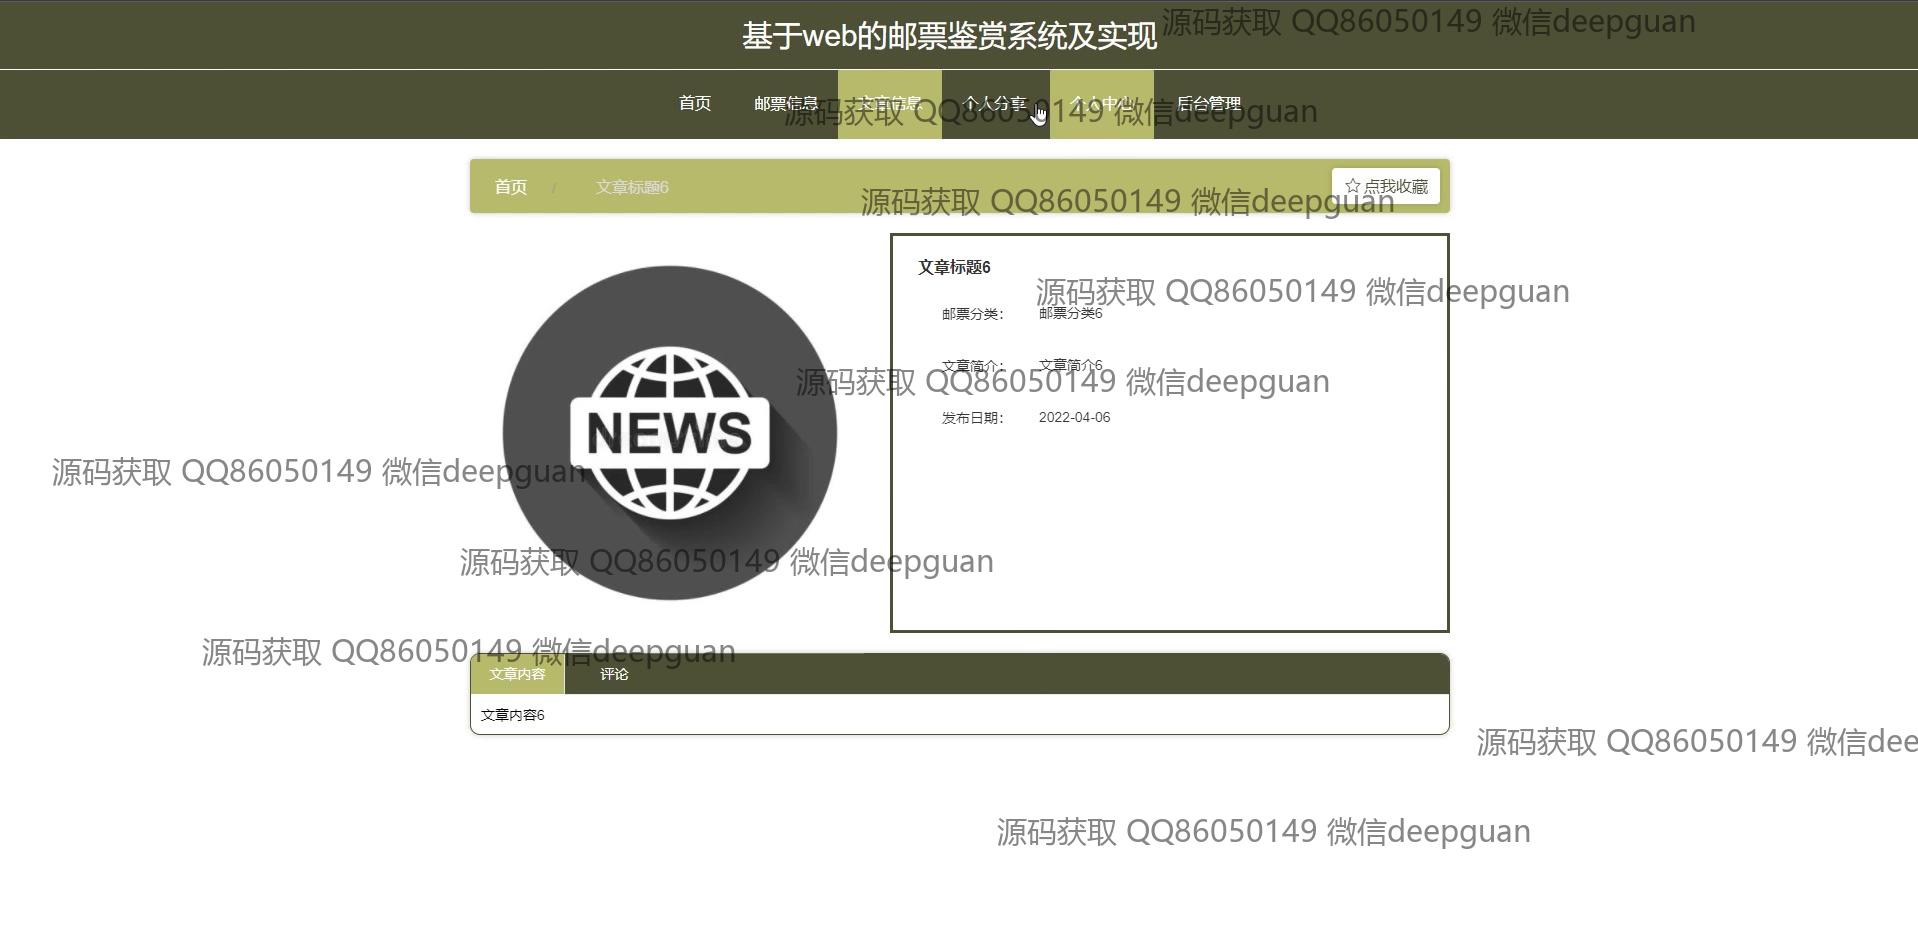 基于web的邮票鉴赏系统及实现
源码获取 QQ86050149 微信deepguan
首页 邮票信息 文章信息 个人分享 个人中心 后台管理
源码获取 QQ86050149 微信deepguan
首页 / 文章标题6 ☆点我收藏
源码获取 QQ86050149 微信deepguan
文章标题6
源码获取 QQ86050149 微信deepguan
邮票分类： 邮票分类6
文章简介： 文章简介6
源码获取 QQ86050149 微信deepguan
发布日期： 2022-04-06
NEWS
源码获取 QQ86050149 微信deepguan
源码获取 QQ86050149 微信deepguan
源码获取 QQ86050149 微信deepguan
文章内容 评论
文章内容6
源码获取 QQ86050149 微信dee
源码获取 QQ86050149 微信deepguan